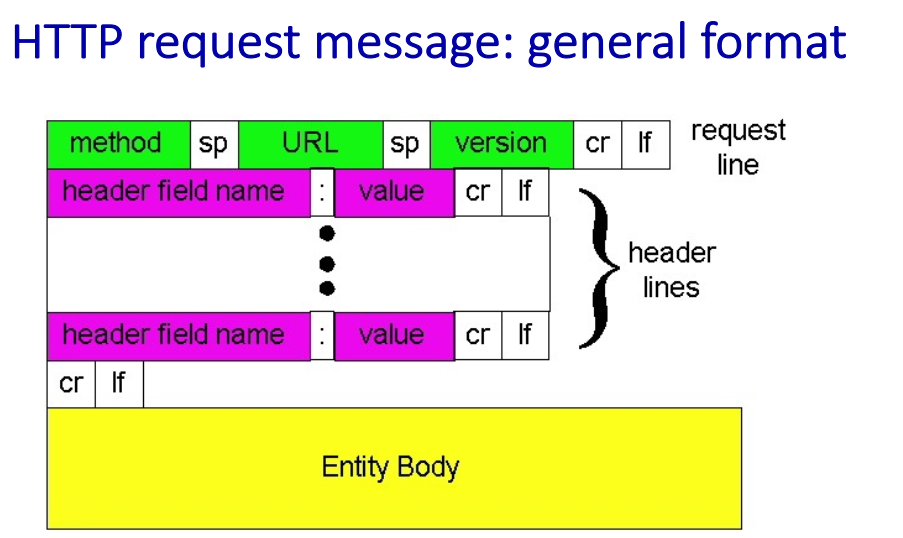 HTTP request message: general format
method sp URL sp version cr lf
request
line
header field name : value cr lf
header
lines
header field name : value cr lf
cr lf
Entity Body